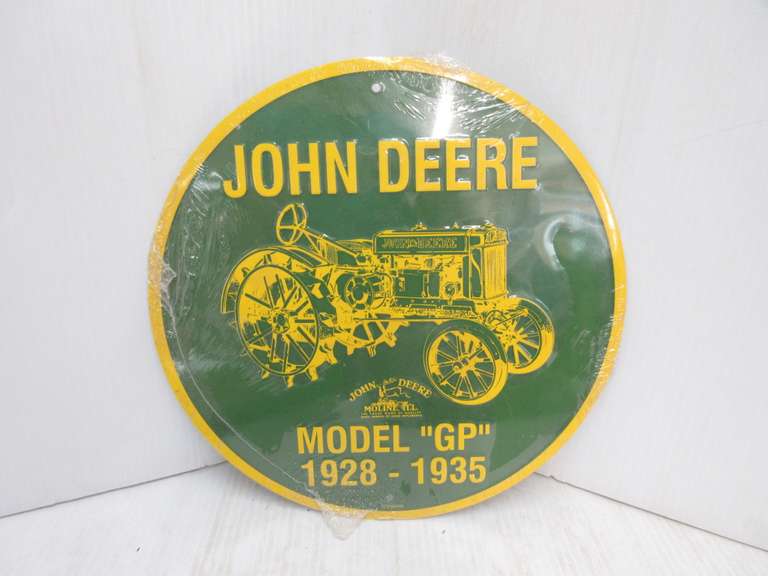 JOHN DEERE
JOHN DEERE
JOHN DEERE
MOLINE, ILL.
MODEL "GP"
1928 - 1935